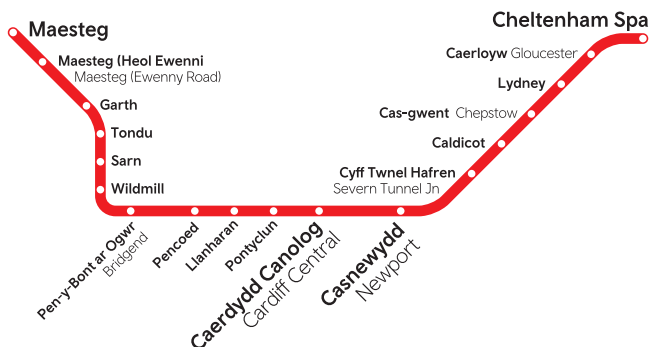 Maesteg
Maesteg (Heol Ewenni
Maesteg (Ewenny Road)
Garth
Tondu
Sarn
Wildmill
Pen-y-Bont ar Ogwr
Bridgend
Pencoed
Llanharan
Pontyclun
Caerdydd Canolog
Cardiff Central
Casnewydd
Newport
Cyff Twnel Hafren
Severn Tunnel Jn
Caldicot
Cas-gwent Chepstow
Lydney
Caerloyw Gloucester
Cheltenham Spa